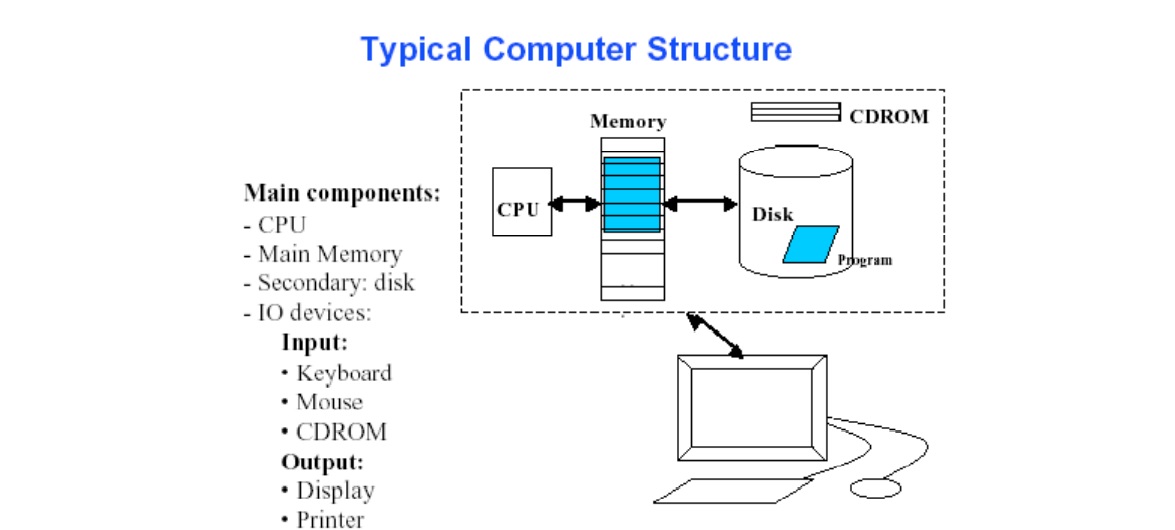 Typical Computer Structure
Main components:
- CPU
- Main Memory
- Secondary: disk
- IO devices:
Input:
• Keyboard
• Mouse
• CDROM
Output:
• Display
• Printer
Memory
CDROM
CPU
Disk
Program